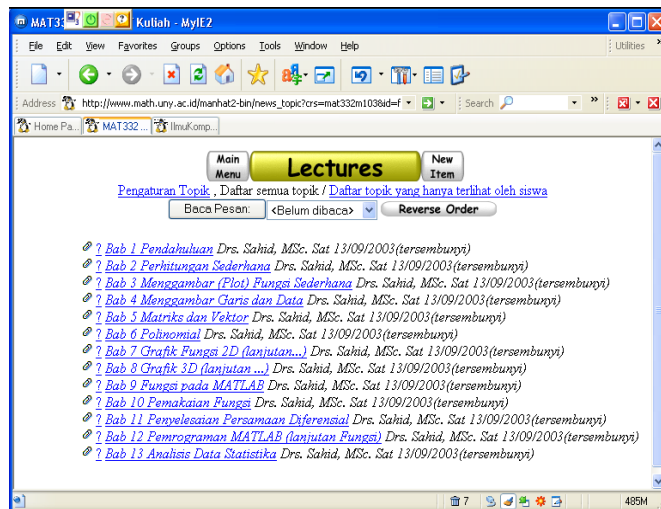 MAT33 Kuliah - MyIE2
File Edit View Favorites Groups Options Tools Window Help Utilities »
Address http://www.math.uny.ac.id/manhat2-bin/news_topic?crs=mat332m103&id=f Search »
Home Pa... MAT332 ... IlmuKomp...
Main Menu Lectures New Item
Pengaturan Topik , Daftar semua topik / Daftar topik yang hanya terlihat oleh siswa
Baca Pesan: <Belum dibaca> Reverse Order
? Bab 1 Pendahuluan Drs. Sahid, MSc. Sat 13/09/2003(tersembunyi)
? Bab 2 Perhitungan Sederhana Drs. Sahid, MSc. Sat 13/09/2003(tersembunyi)
? Bab 3 Menggambar (Plot) Fungsi Sederhana Drs. Sahid, MSc. Sat 13/09/2003(tersembunyi)
? Bab 4 Menggambar Garis dan Data Drs. Sahid, MSc. Sat 13/09/2003(tersembunyi)
? Bab 5 Matriks dan Vektor Drs. Sahid, MSc. Sat 13/09/2003(tersembunyi)
? Bab 6 Polinomial Drs. Sahid, MSc. Sat 13/09/2003(tersembunyi)
? Bab 7 Grafik Fungsi 2D (lanjutan...) Drs. Sahid, MSc. Sat 13/09/2003(tersembunyi)
? Bab 8 Grafik 3D (lanjutan ...) Drs. Sahid, MSc. Sat 13/09/2003(tersembunyi)
? Bab 9 Fungsi pada MATLAB Drs. Sahid, MSc. Sat 13/09/2003(tersembunyi)
? Bab 10 Pemakaian Fungsi Drs. Sahid, MSc. Sat 13/09/2003(tersembunyi)
? Bab 11 Penyelesaian Persamaan Diferensial Drs. Sahid, MSc. Sat 13/09/2003(tersembunyi)
? Bab 12 Pemrograman MATLAB (lanjutan Fungsi) Drs. Sahid, MSc. Sat 13/09/2003(tersembunyi)
? Bab 13 Analisis Data Statistika Drs. Sahid, MSc. Sat 13/09/2003(tersembunyi)
7 485M